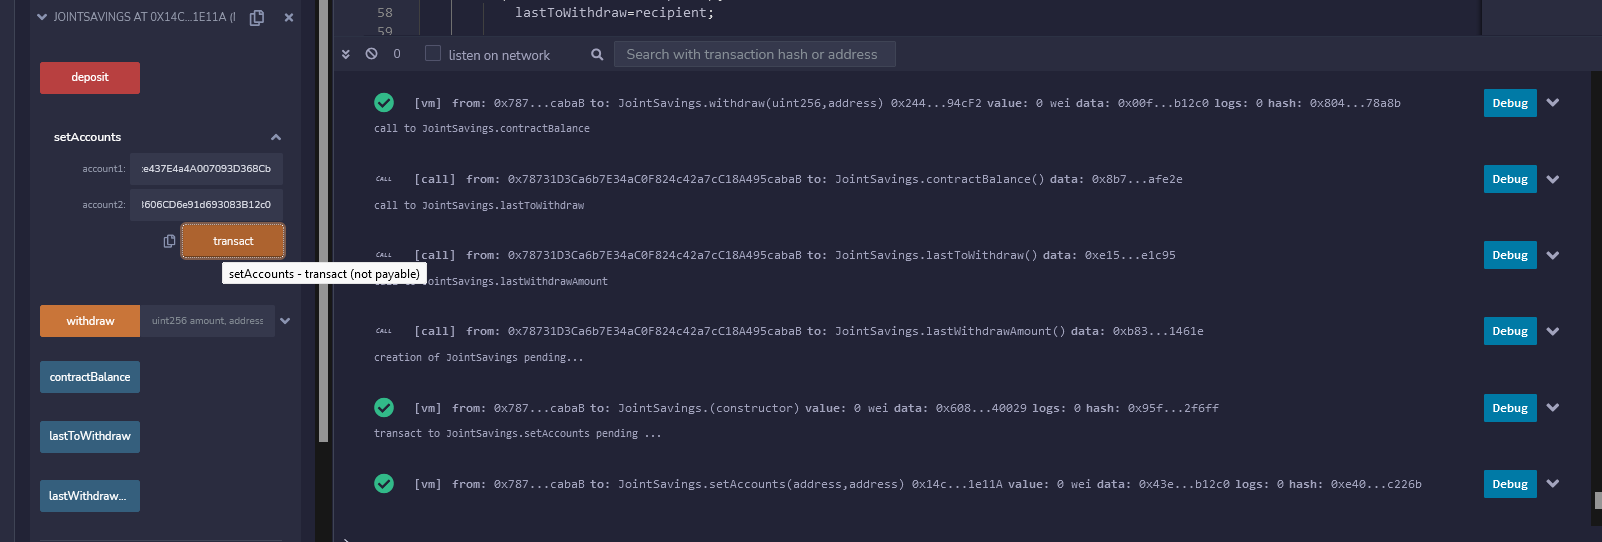 JOINTSAVINGS AT 0X14C...1E11A (
deposit
setAccounts
account1: :e437E4a4A007093D368Cb
account2: 3606CD6e91d693083B12c0
transact
setAccounts - transact (not payable)
withdraw uint256 amount, address
contractBalance
lastToWithdraw
lastWithdraw...
58 lastToWithdraw=recipient;
59
0 listen on network Search with transaction hash or address
[vm] from: 0x787...cabaB to: JointSavings.withdraw(uint256,address) 0x244...94cF2 value: 0 wei data: 0x00f...b12c0 logs: 0 hash: 0x804...78a8b Debug
call to JointSavings.contractBalance
CALL [call] from: 0x78731D3Ca6b7E34aC0F824c42a7cC18A495cabaB to: JointSavings.contractBalance() data: 0x8b7...afe2e Debug
call to JointSavings.lastToWithdraw
CALL [call] from: 0x78731D3Ca6b7E34aC0F824c42a7cC18A495cabaB to: JointSavings.lastToWithdraw() data: 0xe15...e1c95 Debug
JointSavings.lastWithdrawAmount
CALL [call] from: 0x78731D3Ca6b7E34aC0F824c42a7cC18A495cabaB to: JointSavings.lastWithdrawAmount() data: 0xb83...1461e Debug
creation of JointSavings pending...
[vm] from: 0x787...cabaB to: JointSavings.(constructor) value: 0 wei data: 0x608...40029 logs: 0 hash: 0x95f...2f6ff Debug
transact to JointSavings.setAccounts pending ...
[vm] from: 0x787...cabaB to: JointSavings.setAccounts(address,address) 0x14c...1e11A value: 0 wei data: 0x43e...b12c0 logs: 0 hash: 0xe40...c226b Debug